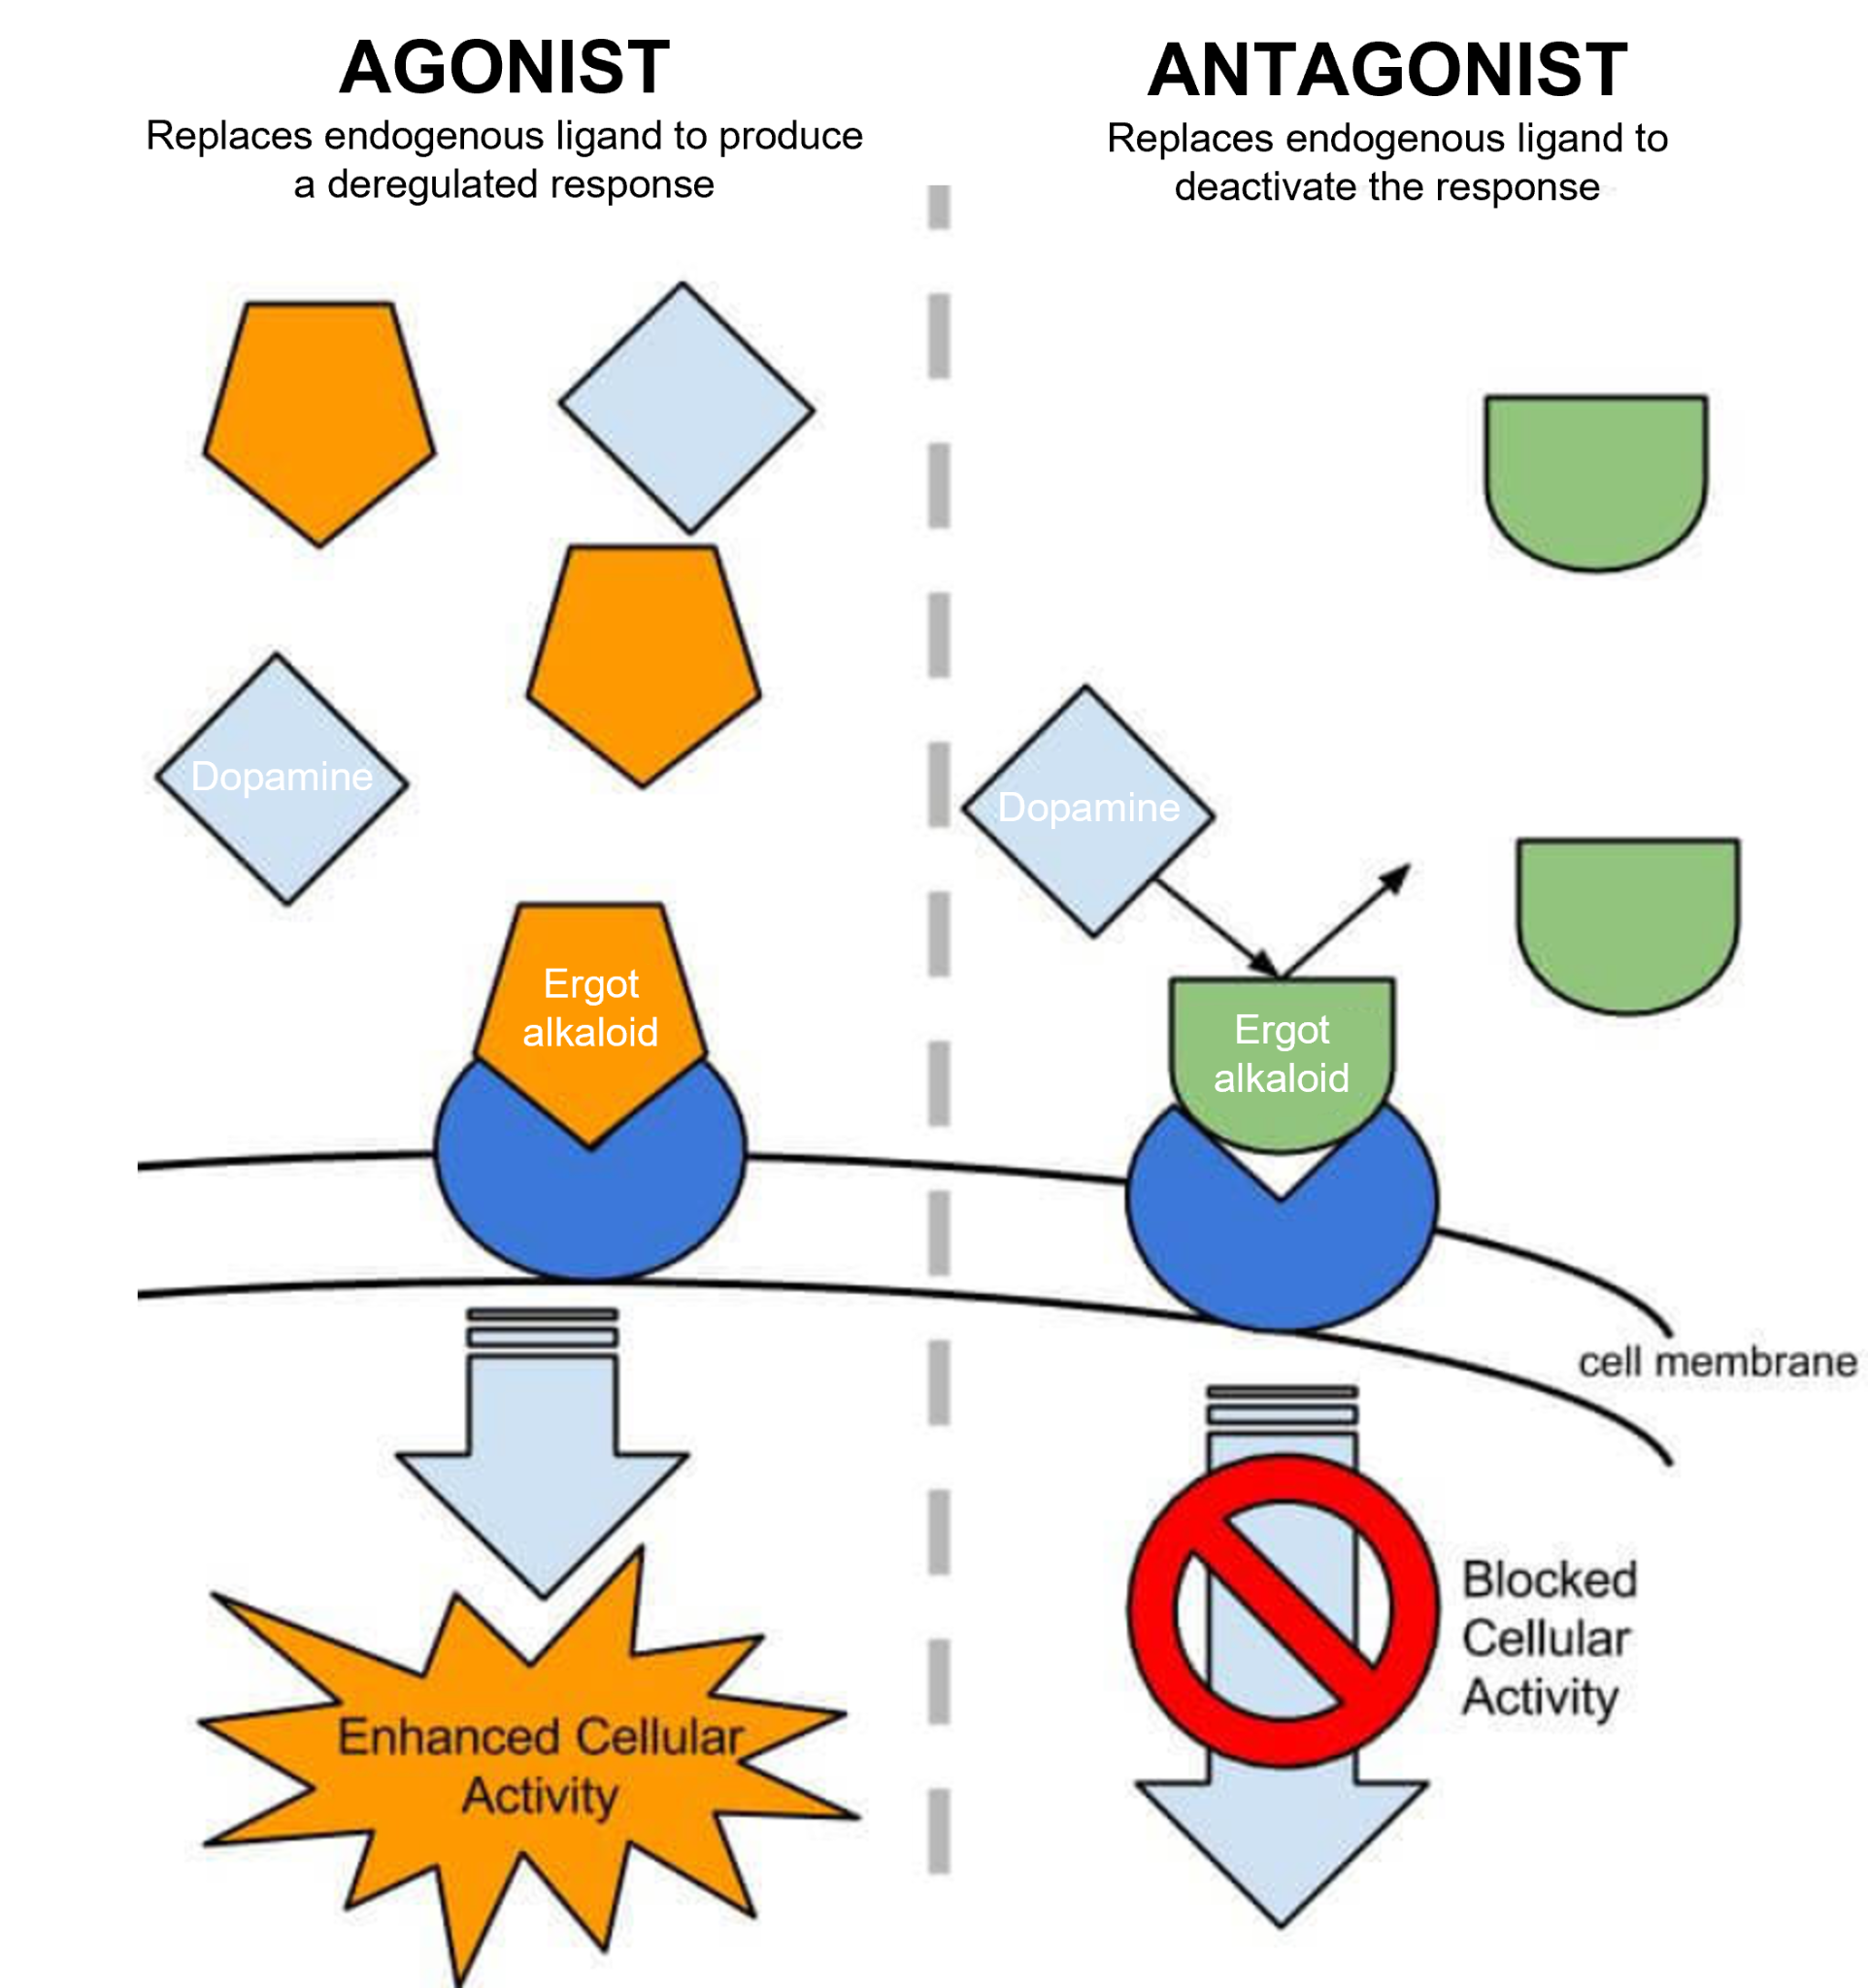 AGONIST
Replaces endogenous ligand to produce
a deregulated response
Dopamine
Ergot
alkaloid
Enhanced Cellular
Activity
ANTAGONIST
Replaces endogenous ligand to
deactivate the response
Dopamine
Ergot
alkaloid
cell membrane
Blocked
Cellular
Activity